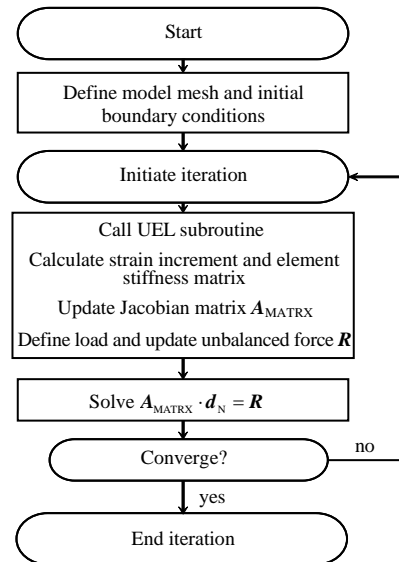 Start
Define model mesh and initial
boundary conditions
Initiate iteration
Call UEL subroutine
Calculate strain increment and element
stiffness matrix
Update Jacobian matrix A_MATRX
Define load and update unbalanced force R
Solve A_MATRX · d_N = R
Converge?
no
yes
End iteration